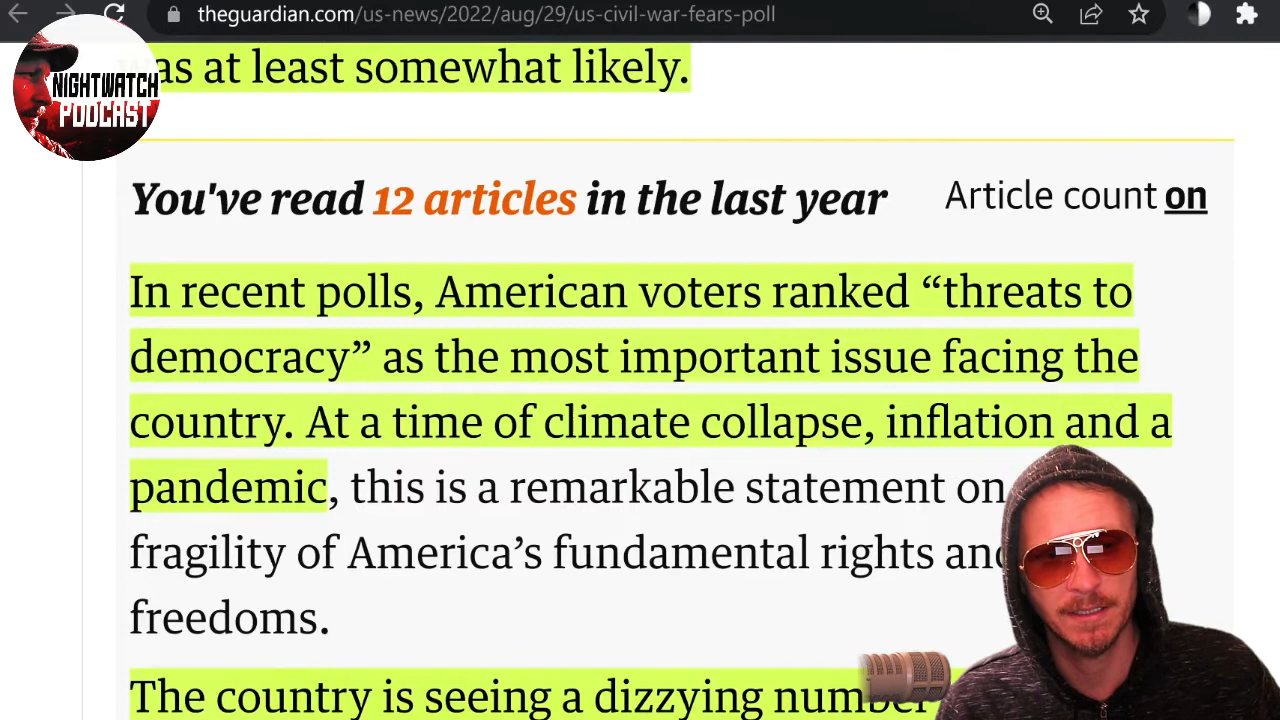 theguardian.com/us-news/2022/aug/29/us-civil-war-fears-poll
was at least somewhat likely.
NIGHTWATCH
PODCAST
You've read 12 articles in the last year
Article count on
In recent polls, American voters ranked “threats to
democracy” as the most important issue facing the
country. At a time of climate collapse, inflation and a
pandemic, this is a remarkable statement on
fragility of America’s fundamental rights and
freedoms.
The country is seeing a dizzying number